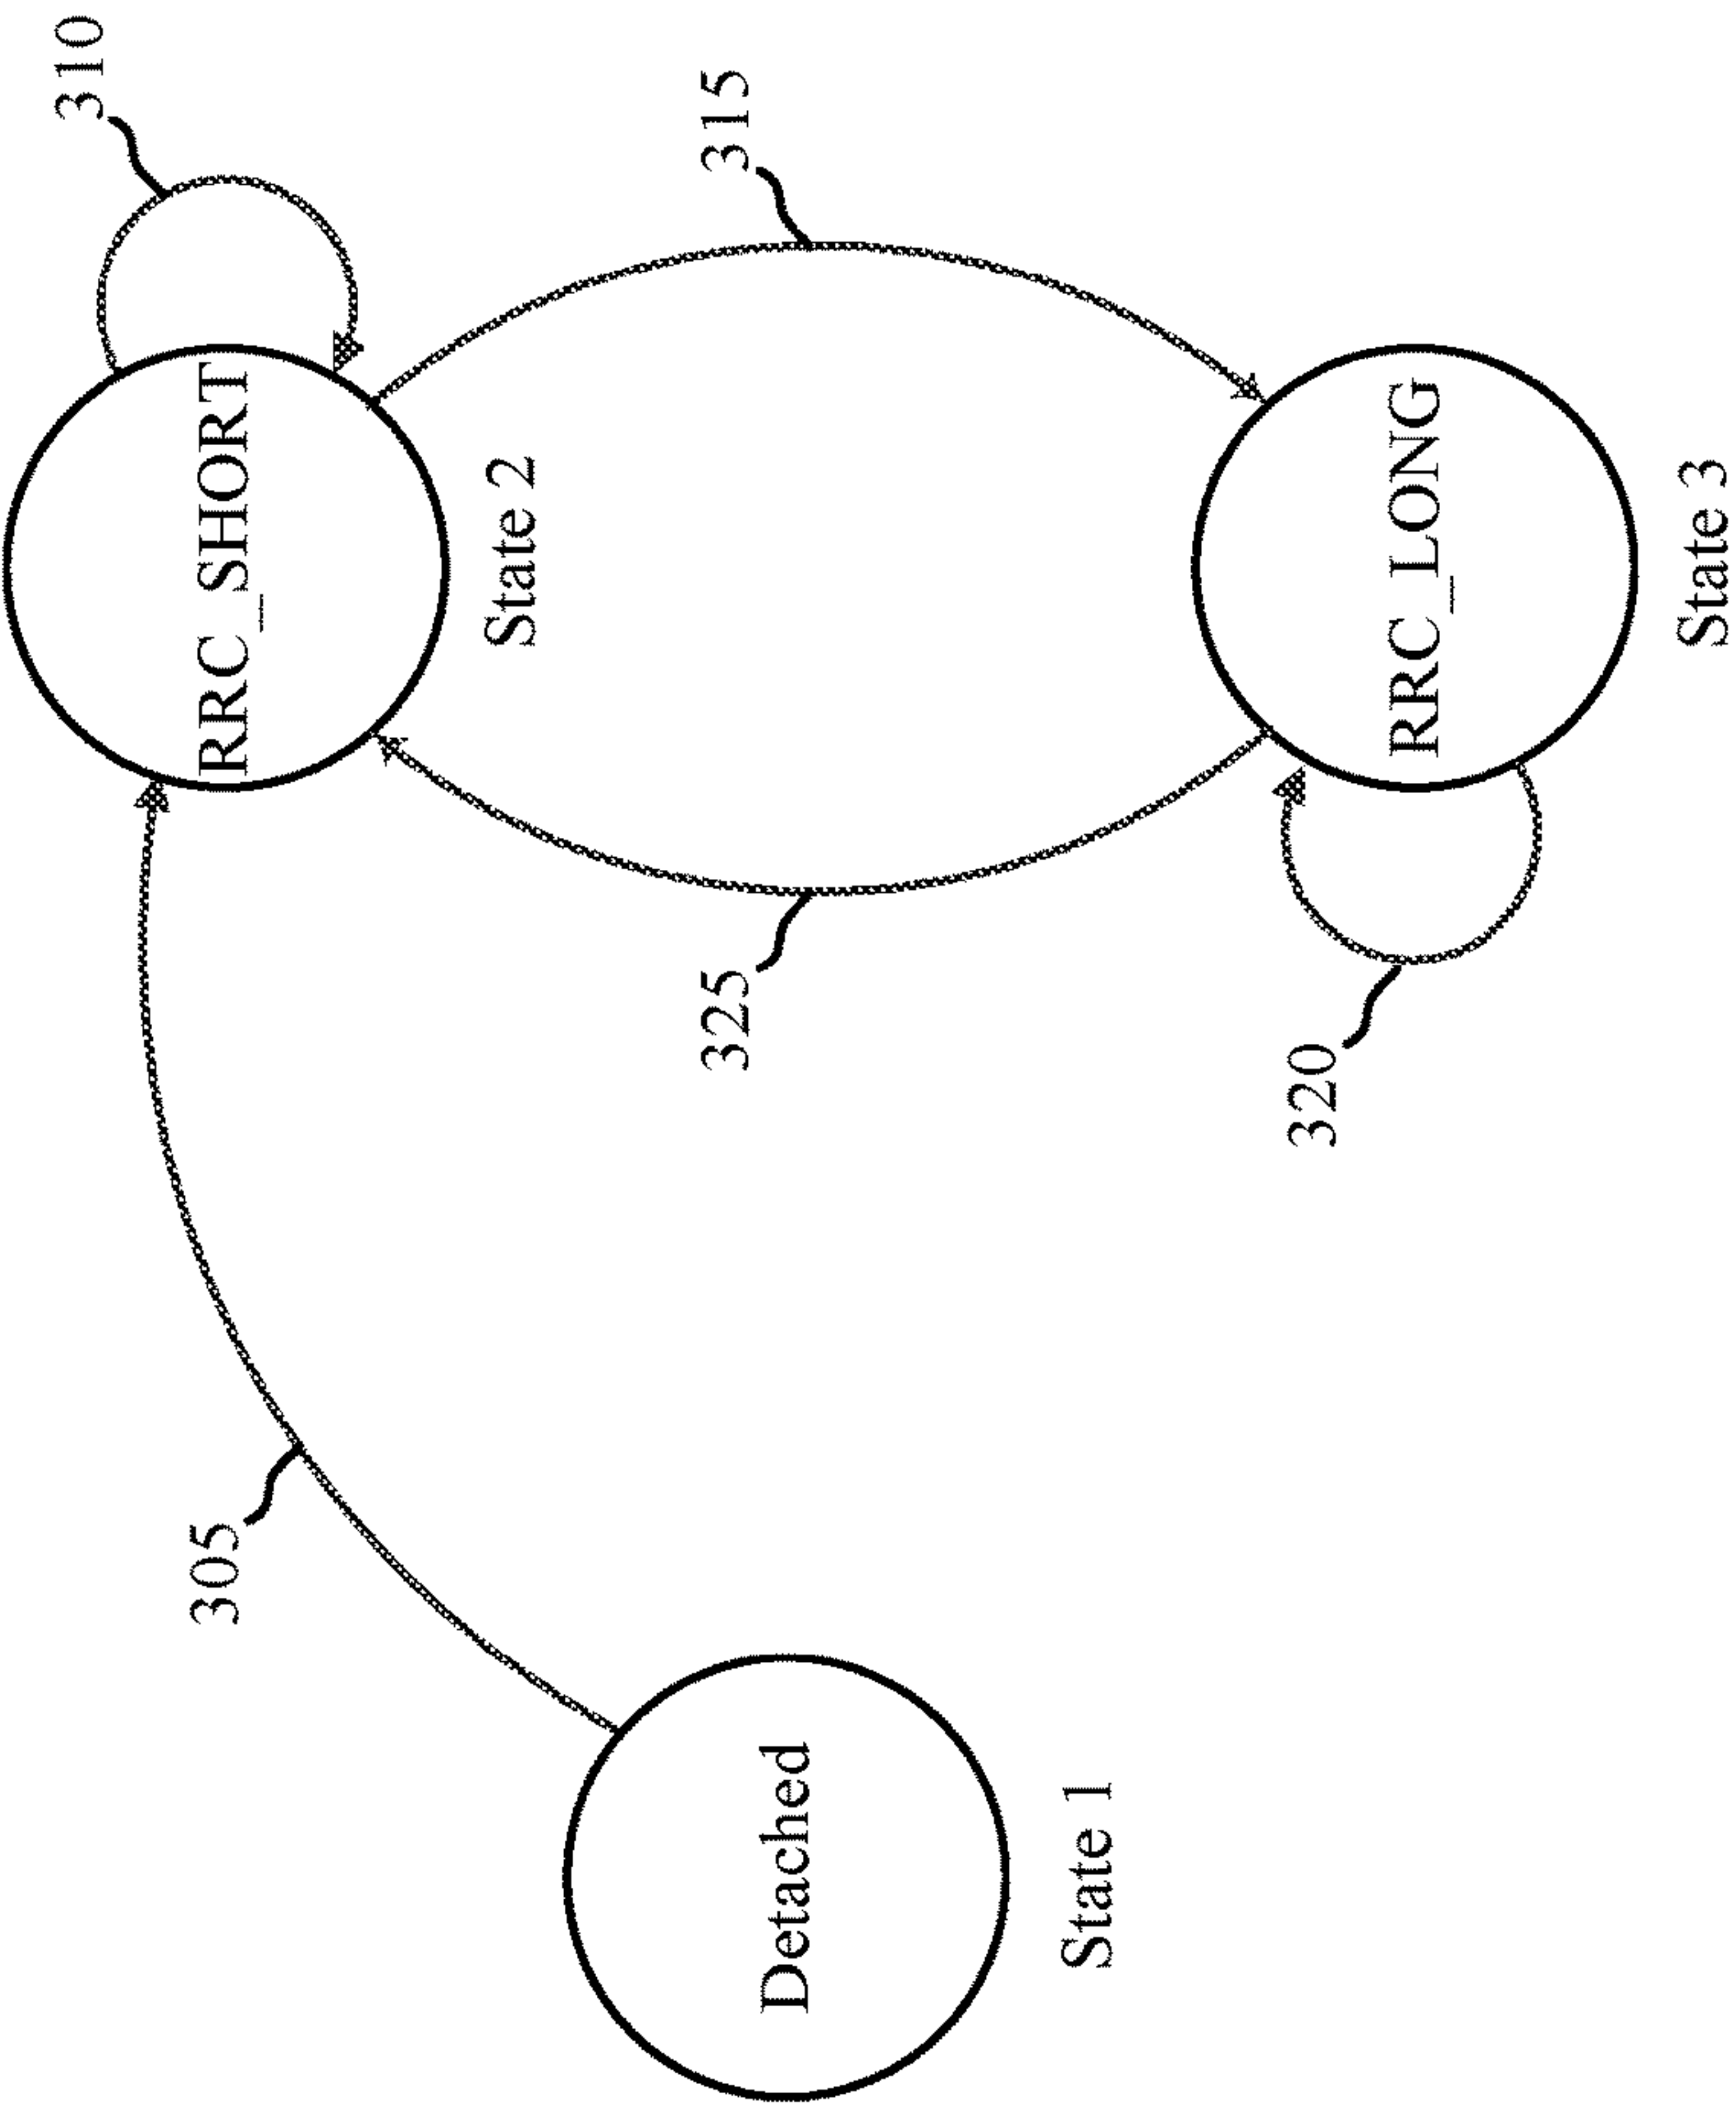 310
RRC_SHORT
State 2
315
305
325
Detached
State 1
RRC_LONG
320
State 3